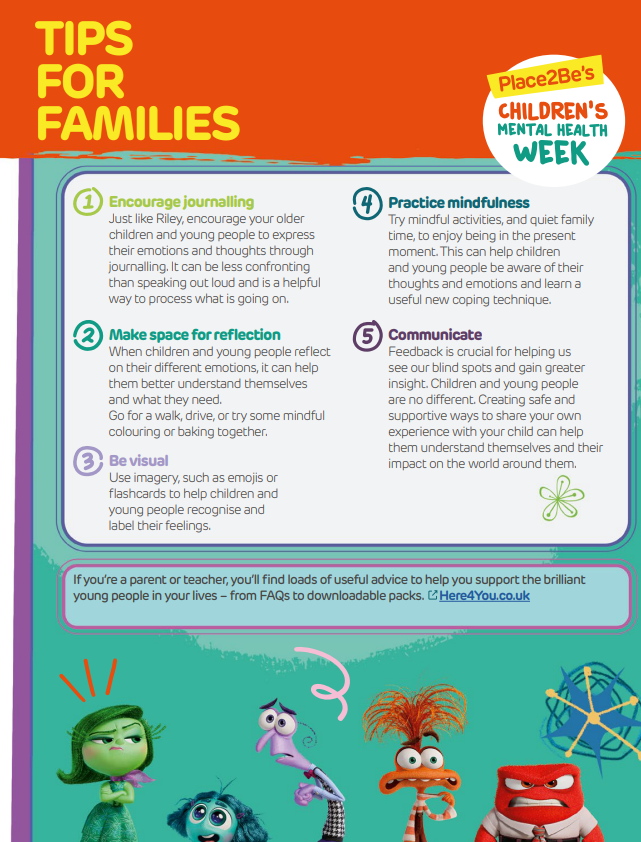 TIPS
FOR
FAMILIES
Place2Be's
CHILDREN'S
MENTAL HEALTH
WEEK
1 Encourage journalling
Just like Riley, encourage your older
children and young people to express
their emotions and thoughts through
journalling. It can be less confronting
than speaking out loud and is a helpful
way to process what is going on.
2 Make space for reflection
When children and young people reflect
on their different emotions, it can help
them better understand themselves
and what they need.
Go for a walk, drive, or try some mindful
colouring or baking together.
3 Be visual
Use imagery, such as emojis or
flashcards to help children and
young people recognise and
label their feelings.
4 Practice mindfulness
Try mindful activities, and quiet family
time, to enjoy being in the present
moment. This can help children
and young people be aware of their
thoughts and emotions and learn a
useful new coping technique.
5 Communicate
Feedback is crucial for helping us
see our blind spots and gain greater
insight. Children and young people
are no different. Creating safe and
supportive ways to share your own
experience with your child can help
them understand themselves and their
impact on the world around them.
If you're a parent or teacher, you'll find loads of useful advice to help you support the brilliant
young people in your lives – from FAQs to downloadable packs. Here4You.co.uk